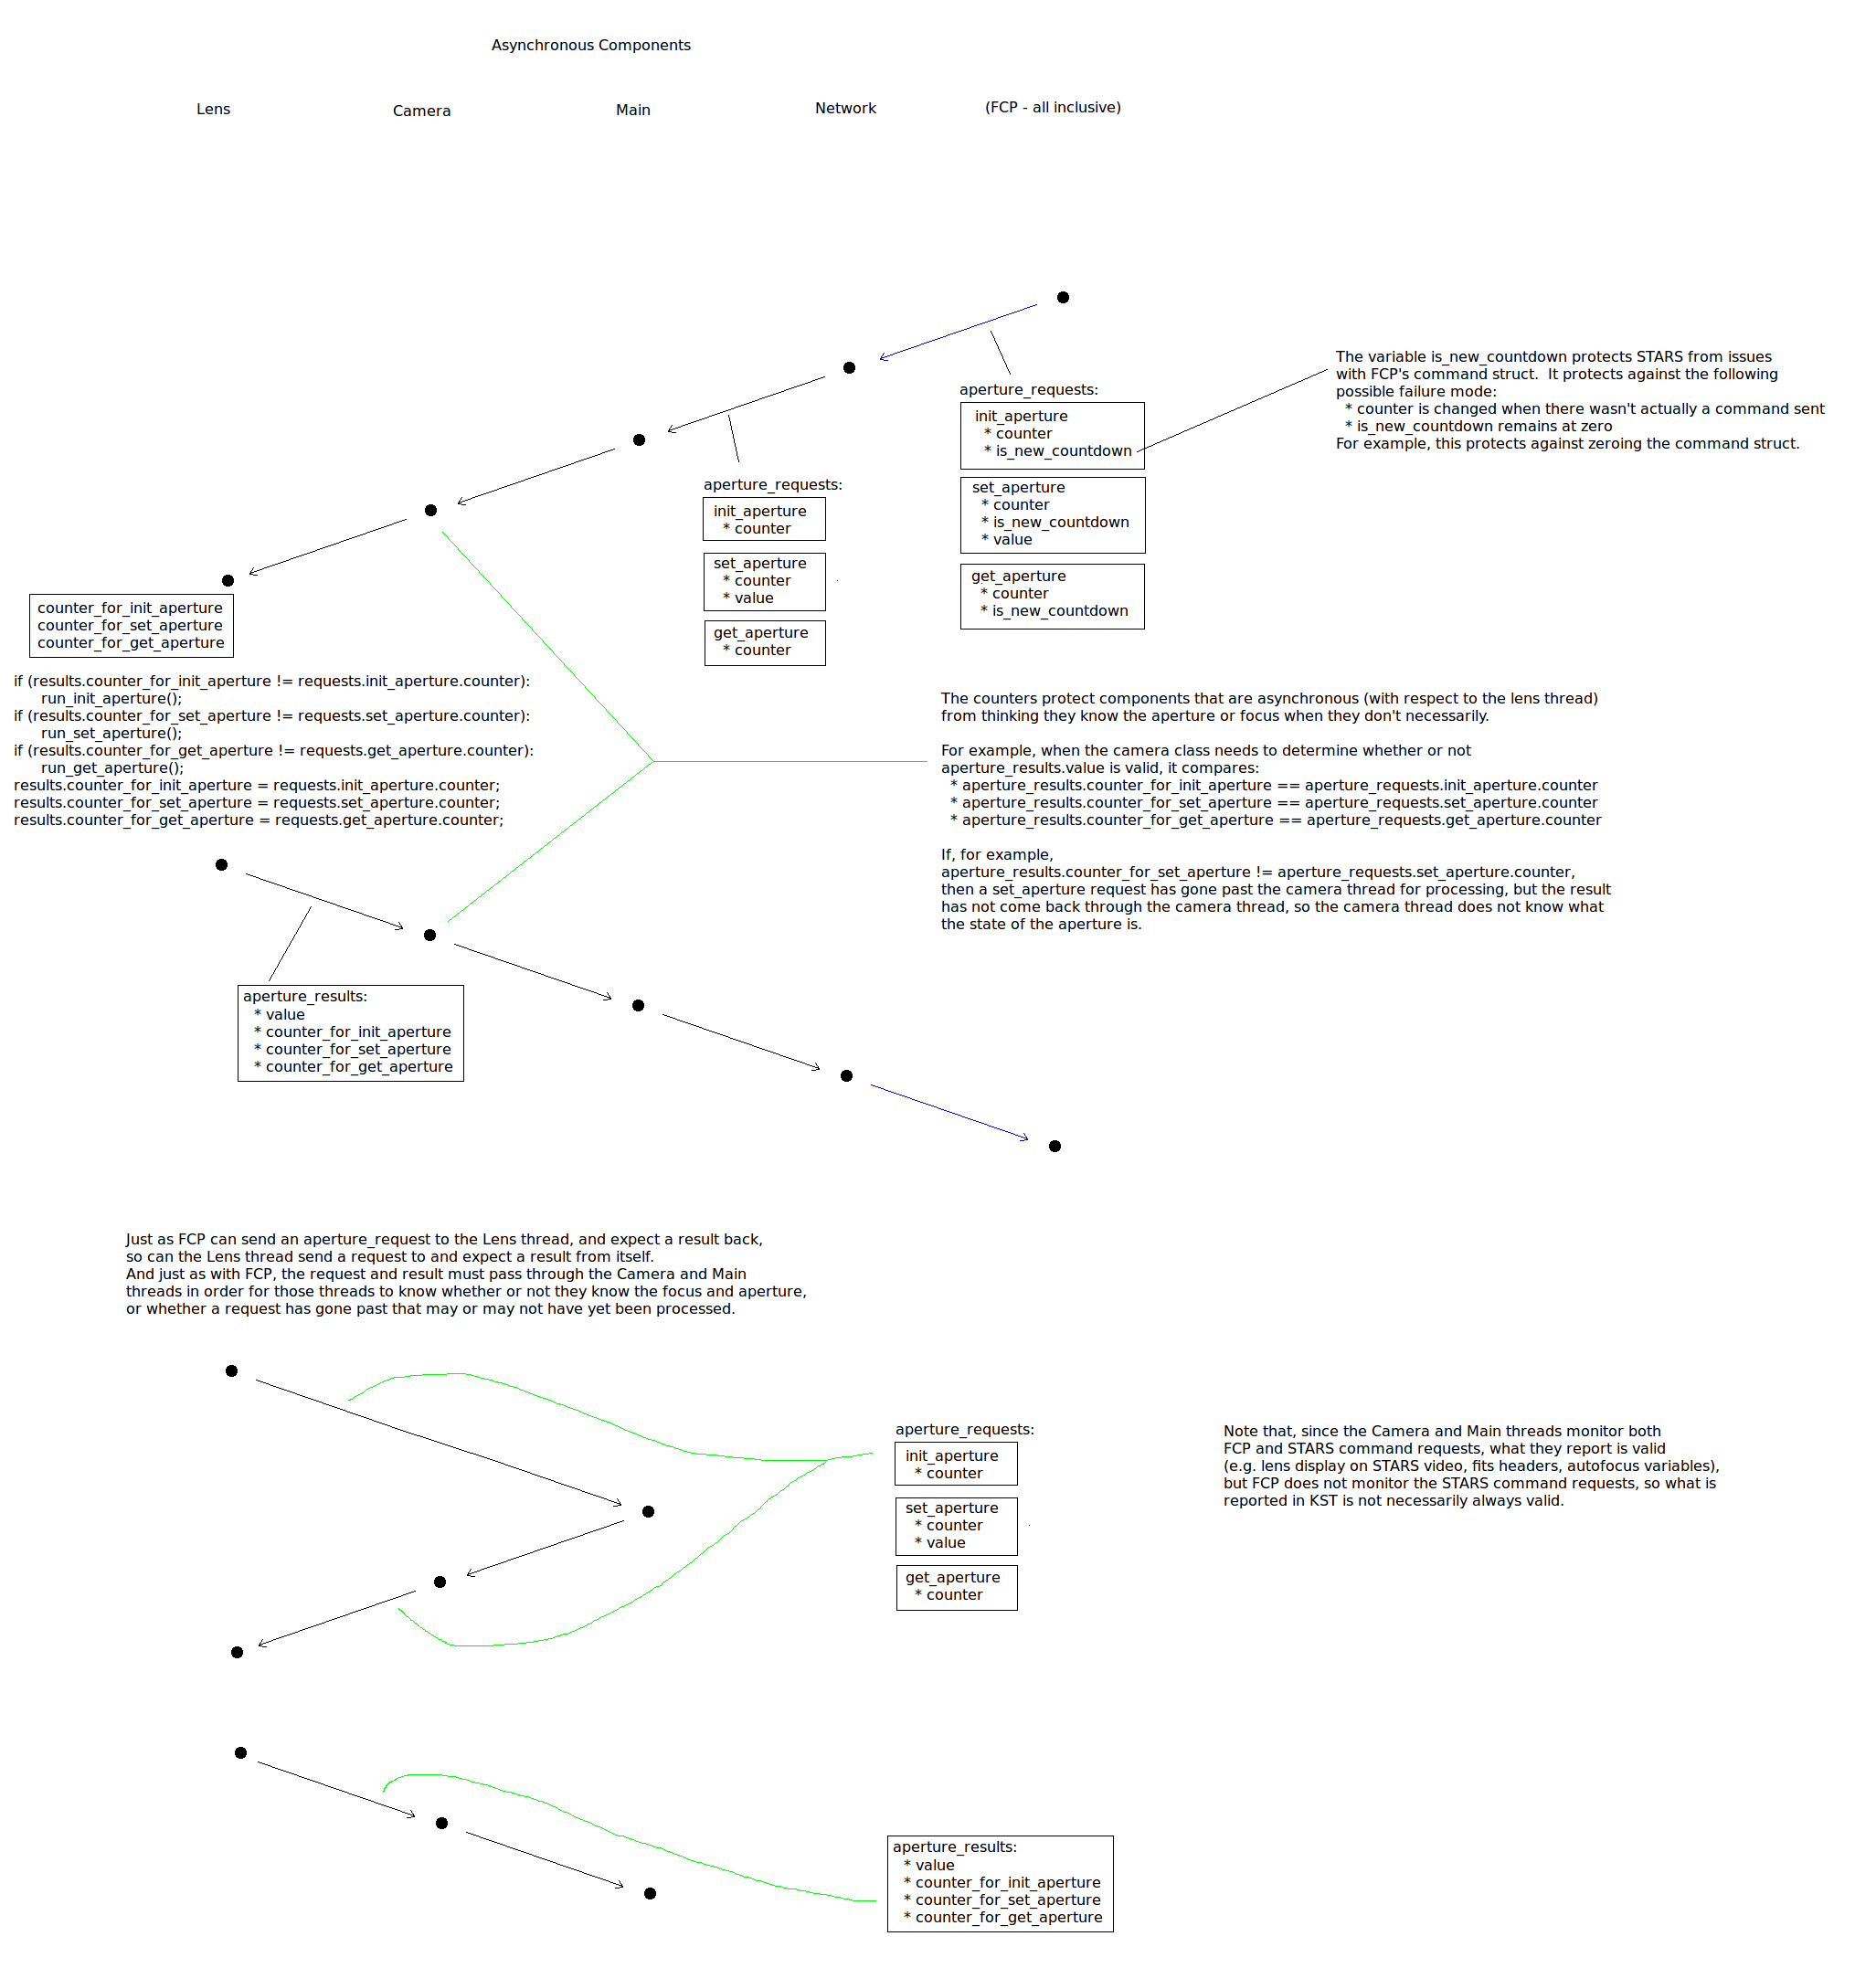 Asynchronous Components
Lens
Camera
Main
Network
(FCP - all inclusive)
The variable is_new_countdown protects STARS from issues
with FCP's command struct.  It protects against the following
possible failure mode:
* counter is changed when there wasn't actually a command sent
* is_new_countdown remains at zero
For example, this protects against zeroing the command struct.
aperture_requests:
init_aperture
* counter
* is_new_countdown
set_aperture
* counter
* is_new_countdown
* value
get_aperture
* counter
* is_new_countdown
aperture_requests:
init_aperture
* counter
set_aperture
* counter
* value
get_aperture
* counter
counter_for_init_aperture
counter_for_set_aperture
counter_for_get_aperture
if (results.counter_for_init_aperture != requests.init_aperture.counter):
run_init_aperture();
if (results.counter_for_set_aperture != requests.set_aperture.counter):
run_set_aperture();
if (results.counter_for_get_aperture != requests.get_aperture.counter):
run_get_aperture();
results.counter_for_init_aperture = requests.init_aperture.counter;
results.counter_for_set_aperture = requests.set_aperture.counter;
results.counter_for_get_aperture = requests.get_aperture.counter;
The counters protect components that are asynchronous (with respect to the lens thread)
from thinking they know the aperture or focus when they don't necessarily.
For example, when the camera class needs to determine whether or not
aperture_results.value is valid, it compares:
* aperture_results.counter_for_init_aperture == aperture_requests.init_aperture.counter
* aperture_results.counter_for_set_aperture == aperture_requests.set_aperture.counter
* aperture_results.counter_for_get_aperture == aperture_requests.get_aperture.counter
If, for example,
aperture_results.counter_for_set_aperture != aperture_requests.set_aperture.counter,
then a set_aperture request has gone past the camera thread for processing, but the result
has not come back through the camera thread, so the camera thread does not know what
the state of the aperture is.
aperture_results:
* value
* counter_for_init_aperture
* counter_for_set_aperture
* counter_for_get_aperture
Just as FCP can send an aperture_request to the Lens thread, and expect a result back,
so can the Lens thread send a request to and expect a result from itself.
And just as with FCP, the request and result must pass through the Camera and Main
threads in order for those threads to know whether or not they know the focus and aperture,
or whether a request has gone past that may or may not have yet been processed.
aperture_requests:
init_aperture
* counter
set_aperture
* counter
* value
get_aperture
* counter
Note that, since the Camera and Main threads monitor both
FCP and STARS command requests, what they report is valid
(e.g. lens display on STARS video, fits headers, autofocus variables),
but FCP does not monitor the STARS command requests, so what is
reported in KST is not necessarily always valid.
aperture_results:
* value
* counter_for_init_aperture
* counter_for_set_aperture
* counter_for_get_aperture